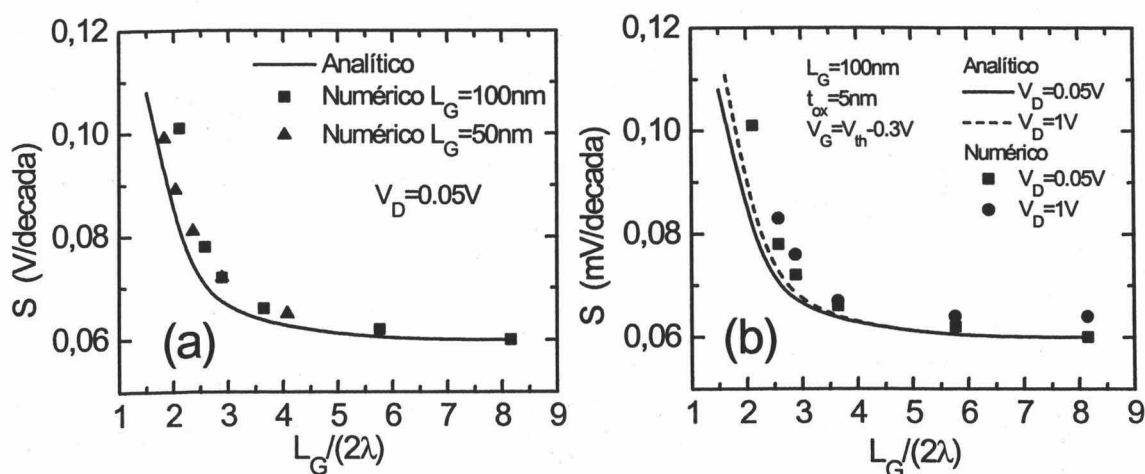 0,12
0,10
0,08
0,06
S (V/decada)
Analítico
Numérico L_G=100nm
Numérico L_G=50nm
V_D=0.05V
(a)
1 2 3 4 5 6 7 8 9
L_G/(2λ)
0,12
0,10
0,08
0,06
S (mV/decada)
L_G=100nm
t_ox=5nm
V_G=V_th-0.3V
Analítico
V_D=0.05V
V_D=1V
Numérico
V_D=0.05V
V_D=1V
(b)
1 2 3 4 5 6 7 8 9
L_G/(2λ)